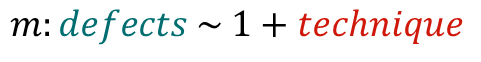 m: defects ~ 1 + technique